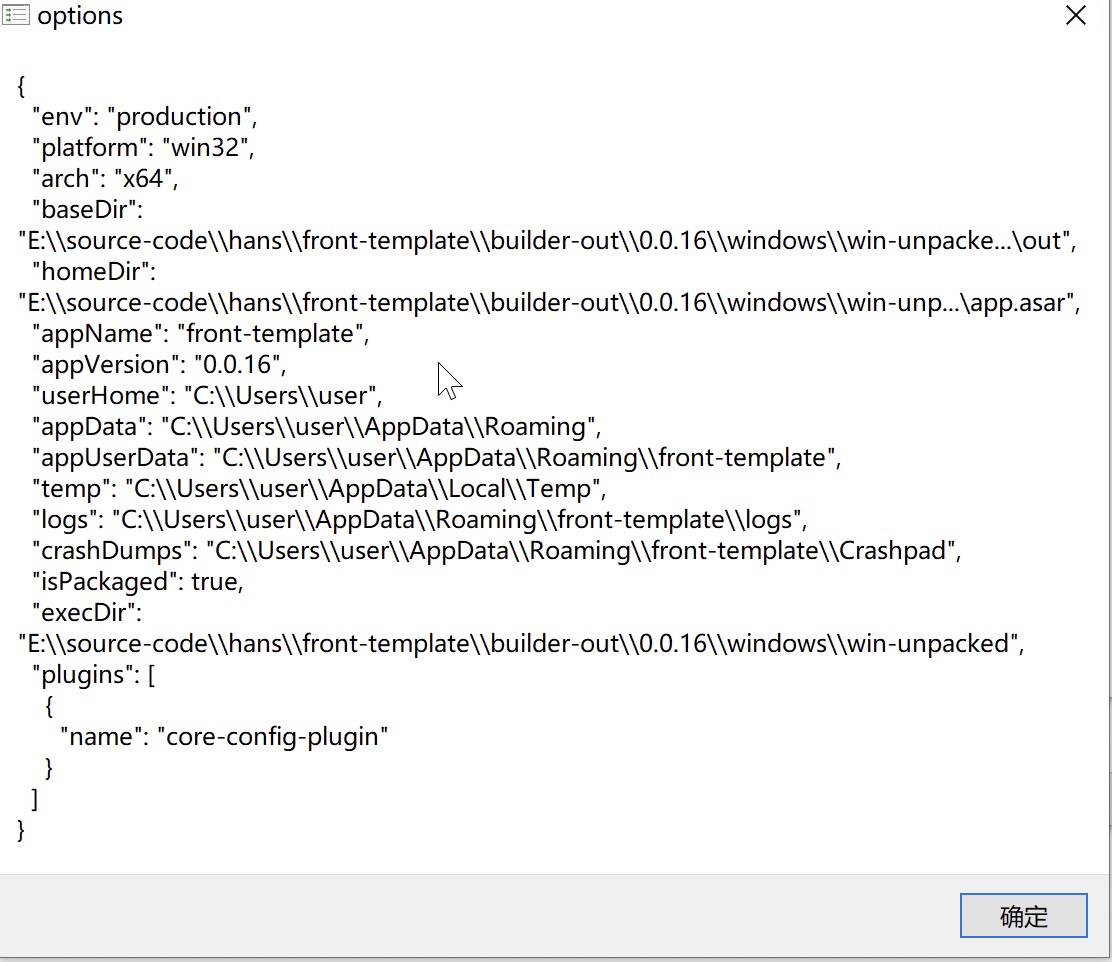 options
{
"env": "production",
"platform": "win32",
"arch": "x64",
"baseDir":
"E:\\source-code\\hans\\front-template\\builder-out\\0.0.16\\windows\\win-unpacke...\out",
"homeDir":
"E:\\source-code\\hans\\front-template\\builder-out\\0.0.16\\windows\\win-unp...\app.asar",
"appName": "front-template",
"appVersion": "0.0.16",
"userHome": "C:\\Users\\user",
"appData": "C:\\Users\\user\\AppData\\Roaming",
"appUserData": "C:\\Users\\user\\AppData\\Roaming\\front-template",
"temp": "C:\\Users\\user\\AppData\\Local\\Temp",
"logs": "C:\\Users\\user\\AppData\\Roaming\\front-template\\logs",
"crashDumps": "C:\\Users\\user\\AppData\\Roaming\\front-template\\Crashpad",
"isPackaged": true,
"execDir":
"E:\\source-code\\hans\\front-template\\builder-out\\0.0.16\\windows\\win-unpacked",
"plugins": [
{
"name": "core-config-plugin"
}
]
}
确定